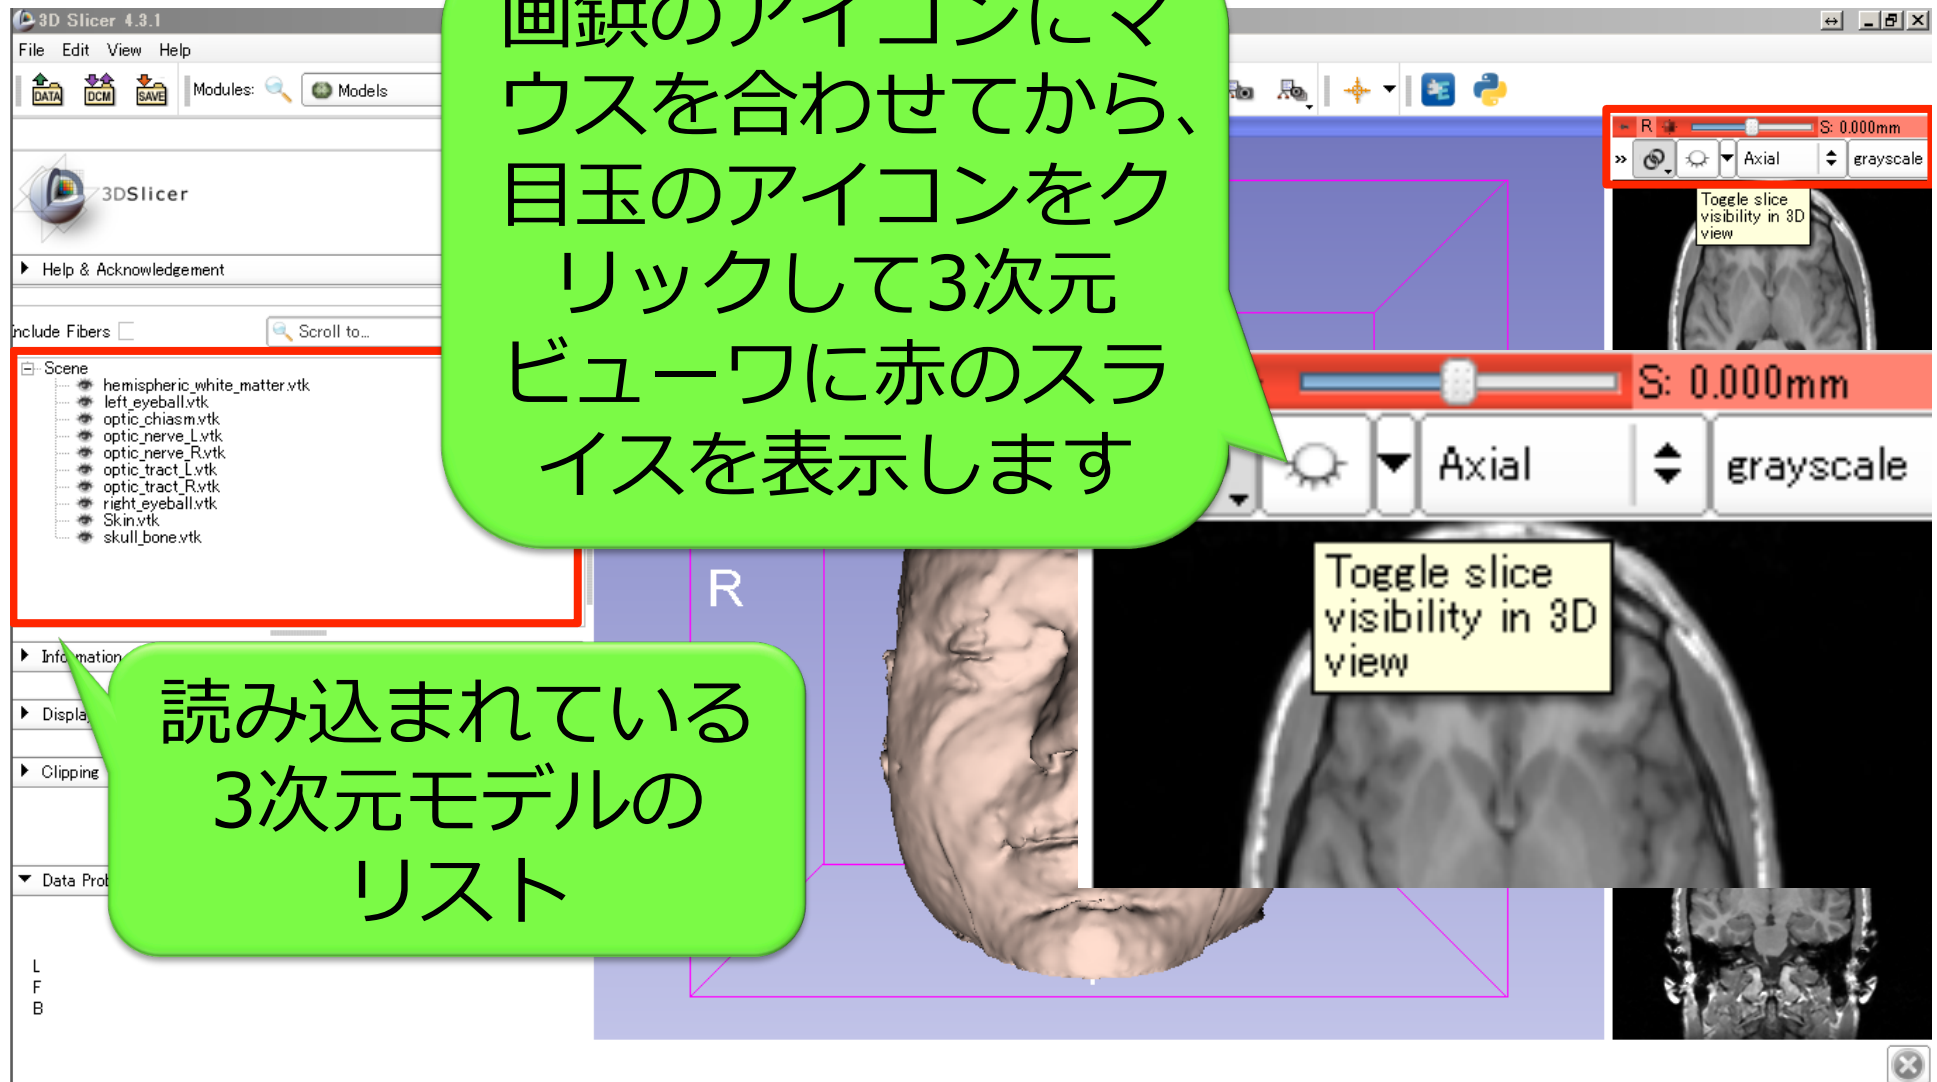 3D Slicer 4.3.1
File Edit View Help
DATA DCM SAVE Modules: Models
画鋲のアイコンにマ
ウスを合わせてから、
目玉のアイコンをク
リックして3次元
ビューワに赤のスラ
イスを表示します
R S: 0.000mm
» Axial grayscale
Toggle slice
visibility in 3D
view
3DSlicer
Help & Acknowledgement
Include Fibers Scroll to...
Scene
hemispheric_white_matter.vtk
left_eyeball.vtk
optic_chiasm.vtk
optic_nerve_L.vtk
optic_nerve_R.vtk
optic_tract_L.vtk
optic_tract_R.vtk
right_eyeball.vtk
Skin.vtk
skull_bone.vtk
S: 0.000mm
Axial grayscale
Toggle slice
visibility in 3D
view
R
Information
Display
Clipping
読み込まれている
3次元モデルの
リスト
Data Prob
L
F
B